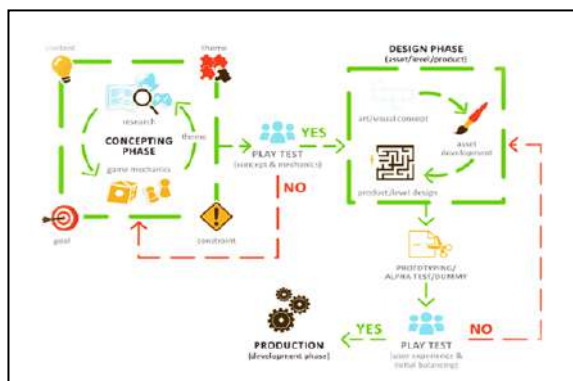 content
theme
research
CONCEPTING
PHASE
theme
game mechanics
goal
constraint
PLAY TEST
(concept & mechanics)
YES
NO
DESIGN PHASE
(asset/level/product)
art/visual concept
asset
development
product/level design
PROTOTYPING/
ALPHA TEST/DUMMY
PLAY TEST
(user experience &
initial balancing)
YES
NO
PRODUCTION
(development phase)